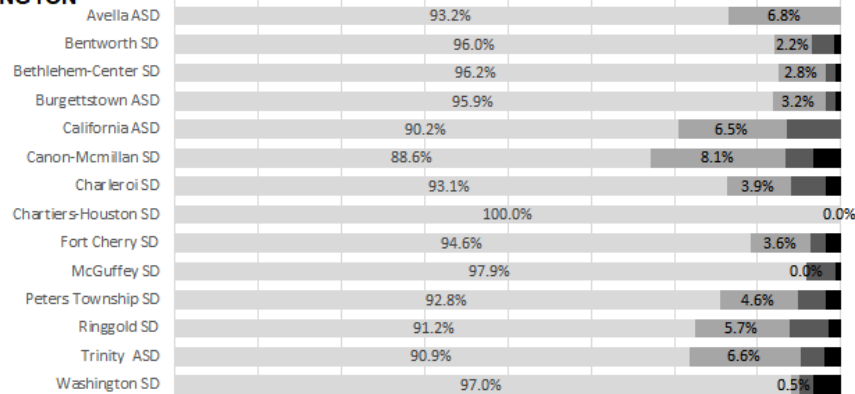 NGTON
Avella ASD 93.2% 6.8%
Bentworth SD 96.0% 2.2%
Bethlehem-Center SD 96.2% 2.8%
Burgettstown ASD 95.9% 3.2%
California ASD 90.2% 6.5%
Canon-Mcmillan SD 88.6% 8.1%
Charleroi SD 93.1% 3.9%
Chartiers-Houston SD 100.0% 0.0%
Fort Cherry SD 94.6% 3.6%
McGuffey SD 97.9% 0.0%
Peters Township SD 92.8% 4.6%
Ringgold SD 91.2% 5.7%
Trinity ASD 90.9% 6.6%
Washington SD 97.0% 0.5%